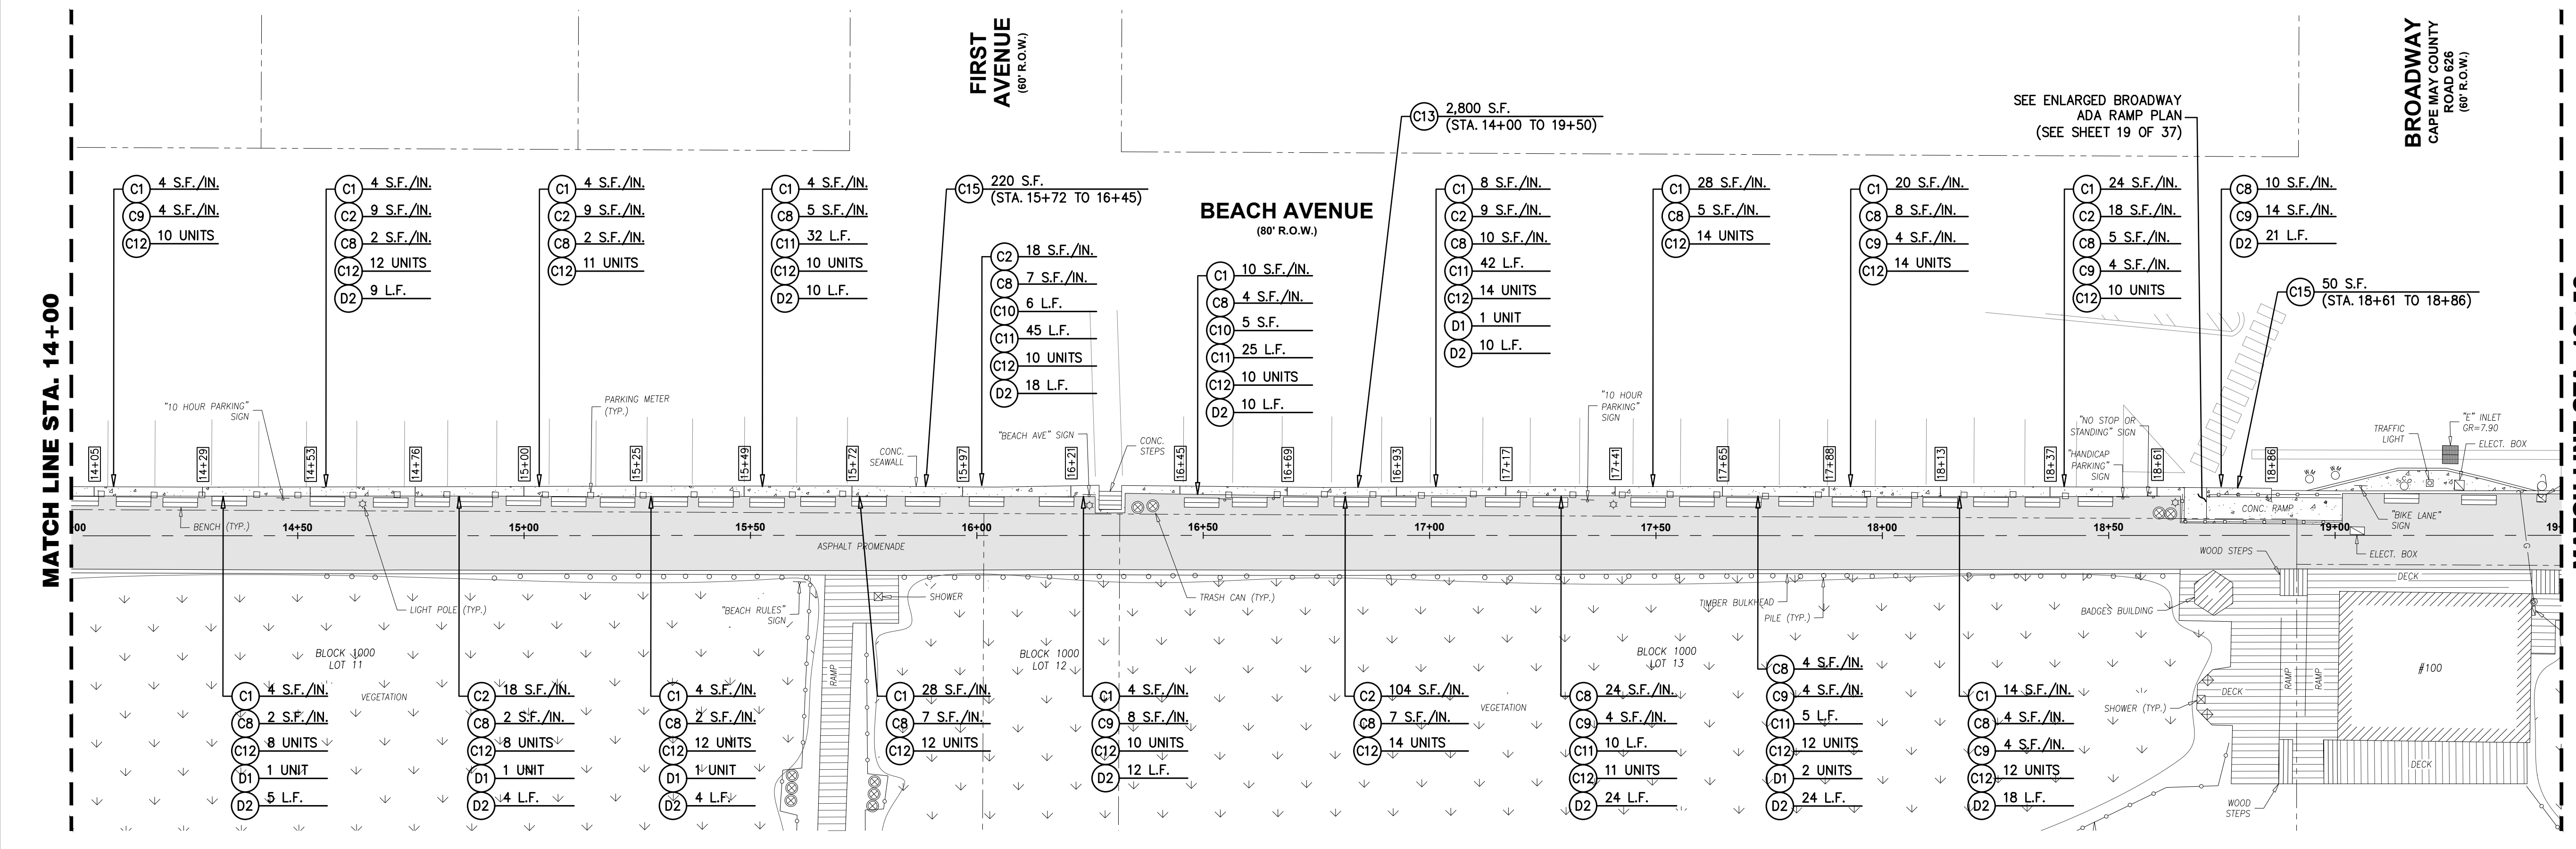 MATCH LINE STA. 14+00
FIRST
AVENUE
(60' R.O.W.)
BROADWAY
CAPE MAY COUNTY
ROAD 626
(60' R.O.W.)
C13 2,800 S.F.
(STA. 14+00 TO 19+50)
SEE ENLARGED BROADWAY
ADA RAMP PLAN
(SEE SHEET 19 OF 37)
C1 4 S.F./IN.
C9 4 S.F./IN.
C12 10 UNITS
C1 4 S.F./IN.
C2 9 S.F./IN.
C8 2 S.F./IN.
C12 12 UNITS
D2 9 L.F.
C1 4 S.F./IN.
C2 9 S.F./IN.
C8 2 S.F./IN.
C12 11 UNITS
C1 4 S.F./IN.
C8 5 S.F./IN.
C11 32 L.F.
C12 10 UNITS
D2 10 L.F.
C15 220 S.F.
(STA. 15+72 TO 16+45)
C2 18 S.F./IN.
C8 7 S.F./IN.
C10 6 L.F.
C11 45 L.F.
C12 10 UNITS
D2 18 L.F.
BEACH AVENUE
(80' R.O.W.)
C1 10 S.F./IN.
C8 4 S.F./IN.
C10 5 S.F.
C11 25 L.F.
C12 10 UNITS
D2 10 L.F.
C1 8 S.F./IN.
C2 9 S.F./IN.
C8 10 S.F./IN.
C11 42 L.F.
C12 14 UNITS
D1 1 UNIT
D2 10 L.F.
C1 28 S.F./IN.
C8 5 S.F./IN.
C12 14 UNITS
C1 20 S.F./IN.
C8 8 S.F./IN.
C9 4 S.F./IN.
C12 14 UNITS
C1 24 S.F./IN.
C2 18 S.F./IN.
C8 5 S.F./IN.
C9 4 S.F./IN.
C12 10 UNITS
C8 10 S.F./IN.
C9 14 S.F./IN.
D2 21 L.F.
C15 50 S.F.
(STA. 18+61 TO 18+86)
"10 HOUR PARKING"
SIGN
PARKING METER
(TYP.)
CONC.
SEAWALL
"BEACH AVE" SIGN
CONC.
STEPS
"10 HOUR
PARKING"
SIGN
"NO STOP OR
STANDING" SIGN
"HANDICAP
PARKING"
SIGN
TRAFFIC
LIGHT
"E" INLET
GR=7.90
ELECT. BOX
14+05
14+29
14+53
14+76
15+00
15+25
15+49
15+72
15+97
16+21
16+45
16+69
16+93
17+17
17+41
17+65
17+88
18+13
18+37
18+61
18+86
BENCH (TYP.)
CONC. RAMP
"BIKE LANE"
SIGN
00
14+50
15+00
15+50
16+00
16+50
17+00
17+50
18+00
18+50
19+00
19+
ASPHALT PROMENADE
G
ELECT. BOX
WOOD STEPS
DECK
LIGHT POLE (TYP.)
"BEACH RULES"
SIGN
SHOWER
TRASH CAN (TYP.)
TIMBER BULKHEAD
PILE (TYP.)
BADGES BUILDING
BLOCK 1000
LOT 11
VEGETATION
RAMP
BLOCK 1000
LOT 12
BLOCK 1000
LOT 13
VEGETATION
#100
RAMP
RAMP
DECK
SHOWER (TYP.)
DECK
WOOD
STEPS
C1 4 S.F./IN.
C8 2 S.F./IN.
C12 8 UNITS
D1 1 UNIT
D2 5 L.F.
C2 18 S.F./IN.
C8 2 S.F./IN.
C12 8 UNITS
D1 1 UNIT
D2 4 L.F.
C1 4 S.F./IN.
C8 2 S.F./IN.
C12 12 UNITS
D1 1 UNIT
D2 4 L.F.
C1 28 S.F./IN.
C8 7 S.F./IN.
C12 12 UNITS
C1 4 S.F./IN.
C9 8 S.F./IN.
C12 10 UNITS
D2 12 L.F.
C2 104 S.F./IN.
C8 7 S.F./IN.
C12 14 UNITS
C8 24 S.F./IN.
C9 4 S.F./IN.
C11 10 L.F.
C12 11 UNITS
D2 24 L.F.
C8 4 S.F./IN.
C9 4 S.F./IN.
C11 5 L.F.
C12 12 UNITS
D1 2 UNITS
D2 24 L.F.
C1 14 S.F./IN.
C8 4 S.F./IN.
C9 4 S.F./IN.
C12 12 UNITS
D2 18 L.F.